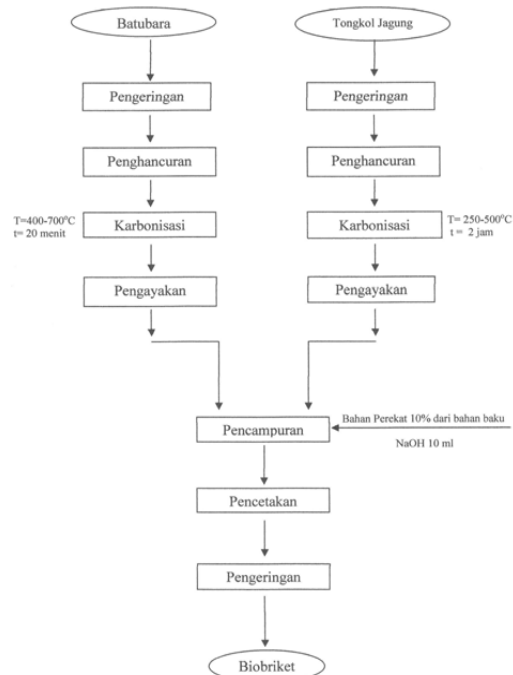 Batubara
Tongkol Jagung
Pengeringan
Pengeringan
Penghancuran
Penghancuran
T=400-700°C
t= 20 menit
Karbonisasi
Karbonisasi
T= 250-500°C
t = 2 jam
Pengayakan
Pengayakan
Pencampuran
Bahan Perekat 10% dari bahan baku
NaOH 10 ml
Pencetakan
Pengeringan
Biobriket